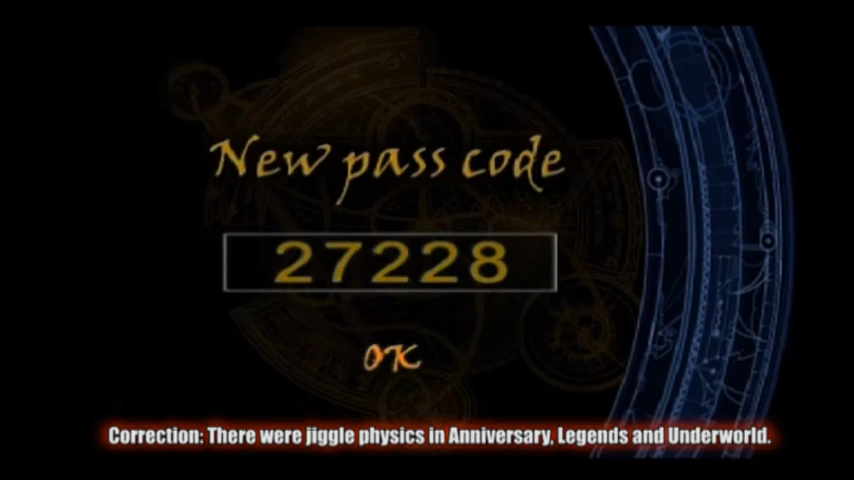 New pass code
27228
OK
Correction: There were jiggle physics in Anniversary, Legends and Underworld.